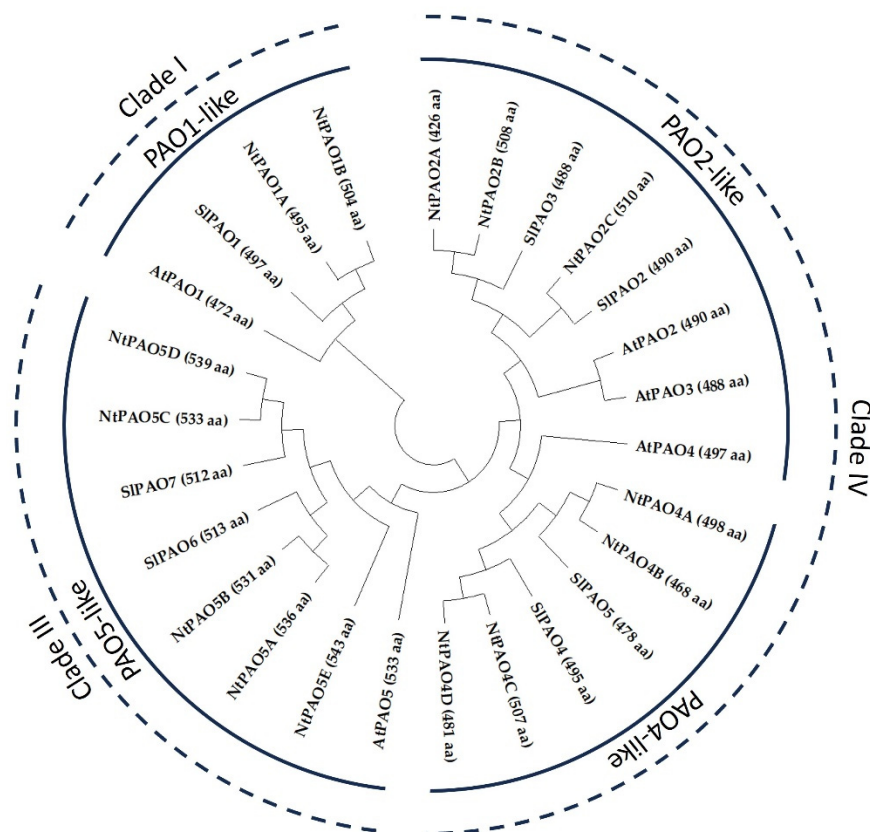 Clade I
PAO1-like
NtPAO1B (504 aa)
NtPAO1A (495 aa)
SlPAO1 (497 aa)
AtPAO1 (472 aa)
PAO2-like
NtPAO2A (426 aa)
NtPAO2B (508 aa)
SlPAO3 (488 aa)
NtPAO2C (510 aa)
SlPAO2 (490 aa)
AtPAO2 (490 aa)
AtPAO3 (488 aa)
AtPAO4 (497 aa)
Clade IV
NtPAO4A (498 aa)
NtPAO4B (468 aa)
SlPAO5 (478 aa)
SlPAO4 (495 aa)
NtPAO4C (507 aa)
NtPAO4D (481 aa)
PAO4-like
AtPAO5 (533 aa)
NtPAO5E (543 aa)
NtPAO5A (536 aa)
NtPAO5B (531 aa)
SlPAO6 (513 aa)
SlPAO7 (512 aa)
NtPAO5C (533 aa)
NtPAO5D (539 aa)
PAO5-like
Clade III